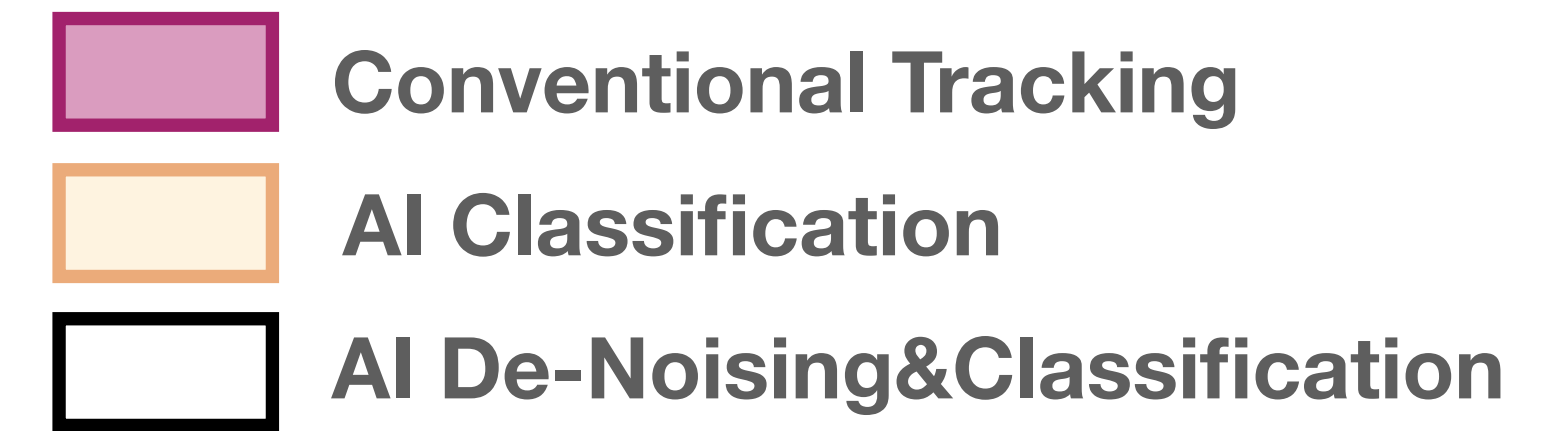 Conventional Tracking
AI Classification
AI De-Noising&Classification